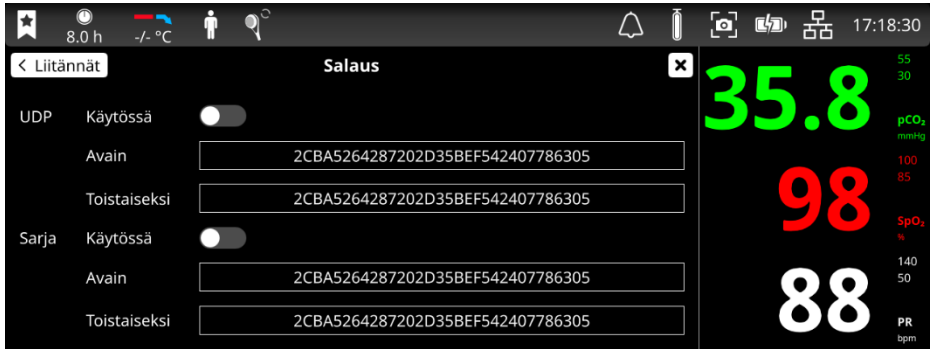 8.0 h
-/- °C
17:18:30
< Liitännät
Salaus
UDP Käytössä
Avain 2CBA5264287202D35BEF542407786305
Toistaiseksi 2CBA5264287202D35BEF542407786305
Sarja Käytössä
Avain 2CBA5264287202D35BEF542407786305
Toistaiseksi 2CBA5264287202D35BEF542407786305
35.8
55
30
pCO₂
mmHg
98
100
85
SpO₂
%
88
140
50
PR
bpm